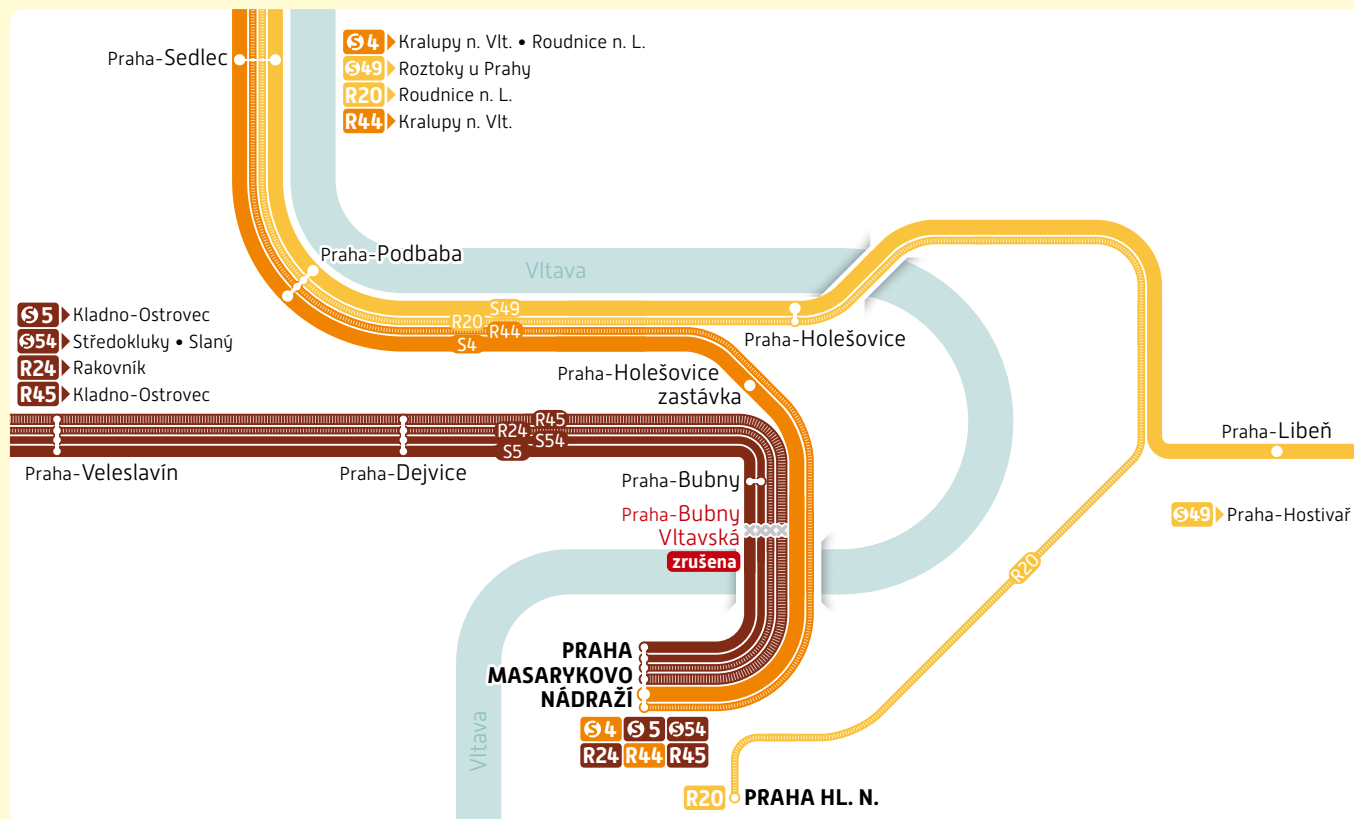 Praha-Sedlec
S4 Kralupy n. Vlt. • Roudnice n. L.
S49 Roztoky u Prahy
R20 Roudnice n. L.
R44 Kralupy n. Vlt.
Praha-Podbaba
Vltava
S5 Kladno-Ostrovec
S54 Středokluky • Slaný
R24 Rakovník
R45 Kladno-Ostrovec
S49
R20
R44
S4
Praha-Holešovice
Praha-Holešovice
zastávka
R45
R24
S54
S5
Praha-Veleslavín
Praha-Dejvice
Praha-Libeň
Praha-Bubny
Praha-Bubny
Vltavská
zrušena
S49 Praha-Hostivař
R20
PRAHA
MASARYKOVO
NÁDRAŽÍ
S4 S5 S54
R24 R44 R45
Vltava
R20 PRAHA HL. N.